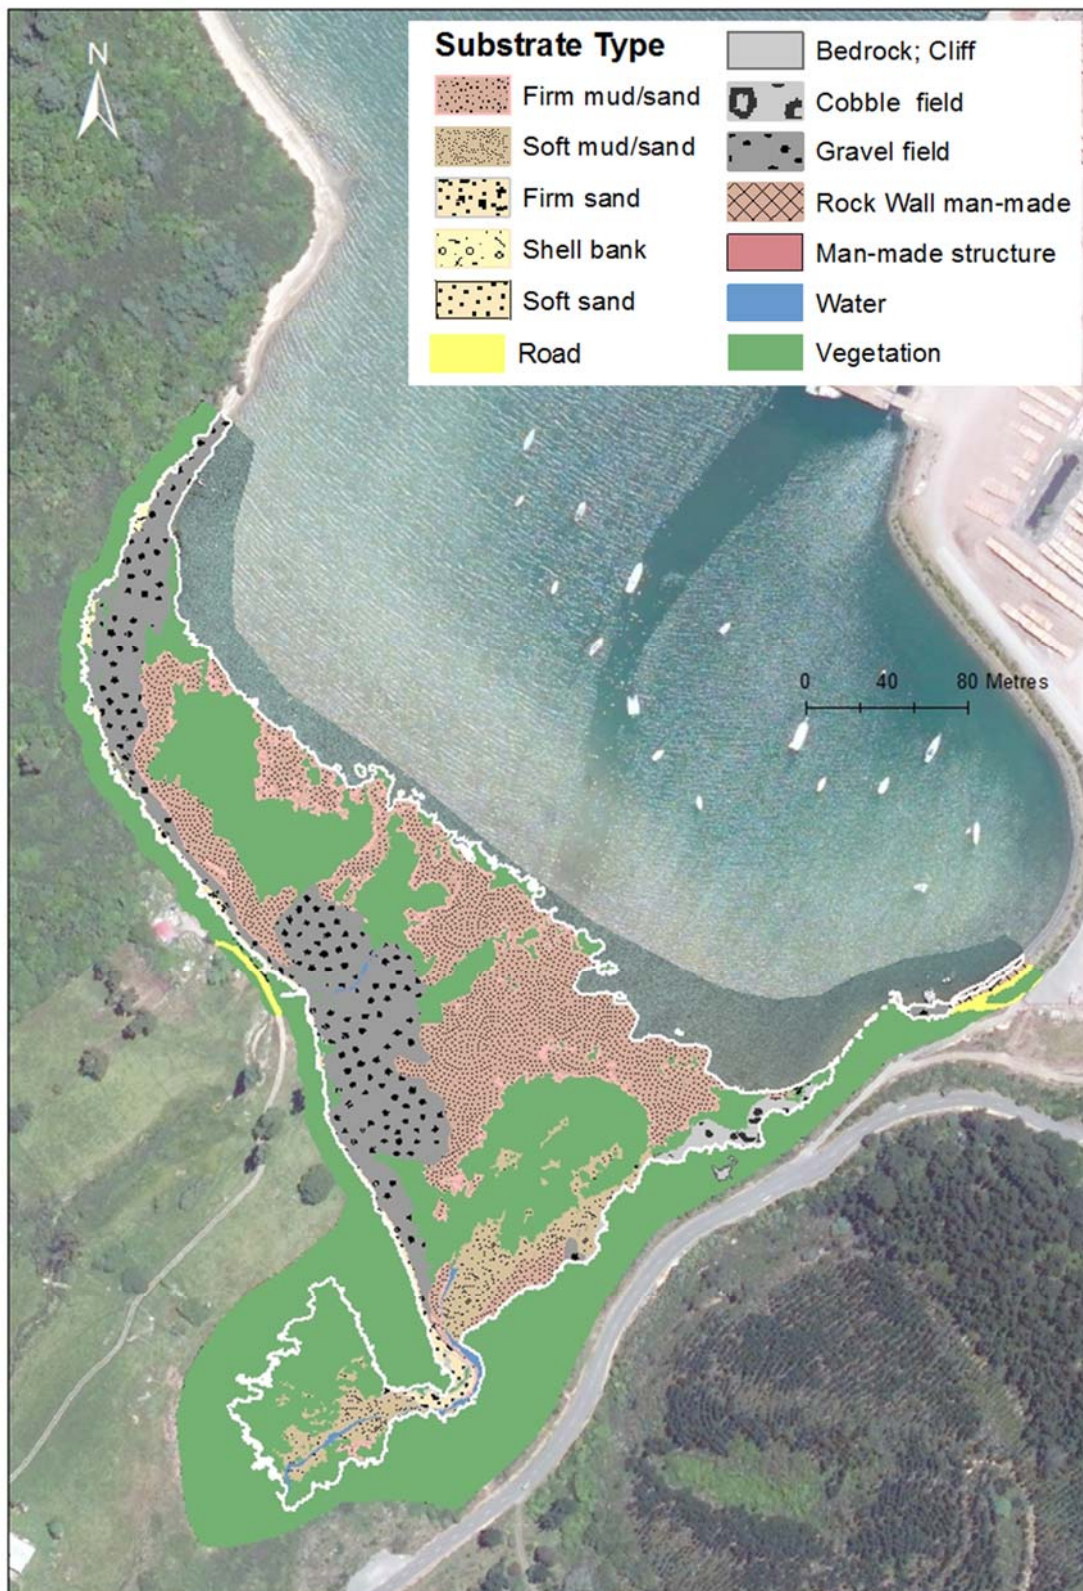 N
Substrate Type
Firm mud/sand
Soft mud/sand
Firm sand
Shell bank
Soft sand
Road
Bedrock; Cliff
Cobble field
Gravel field
Rock Wall man-made
Man-made structure
Water
Vegetation
0 40 80 Metres